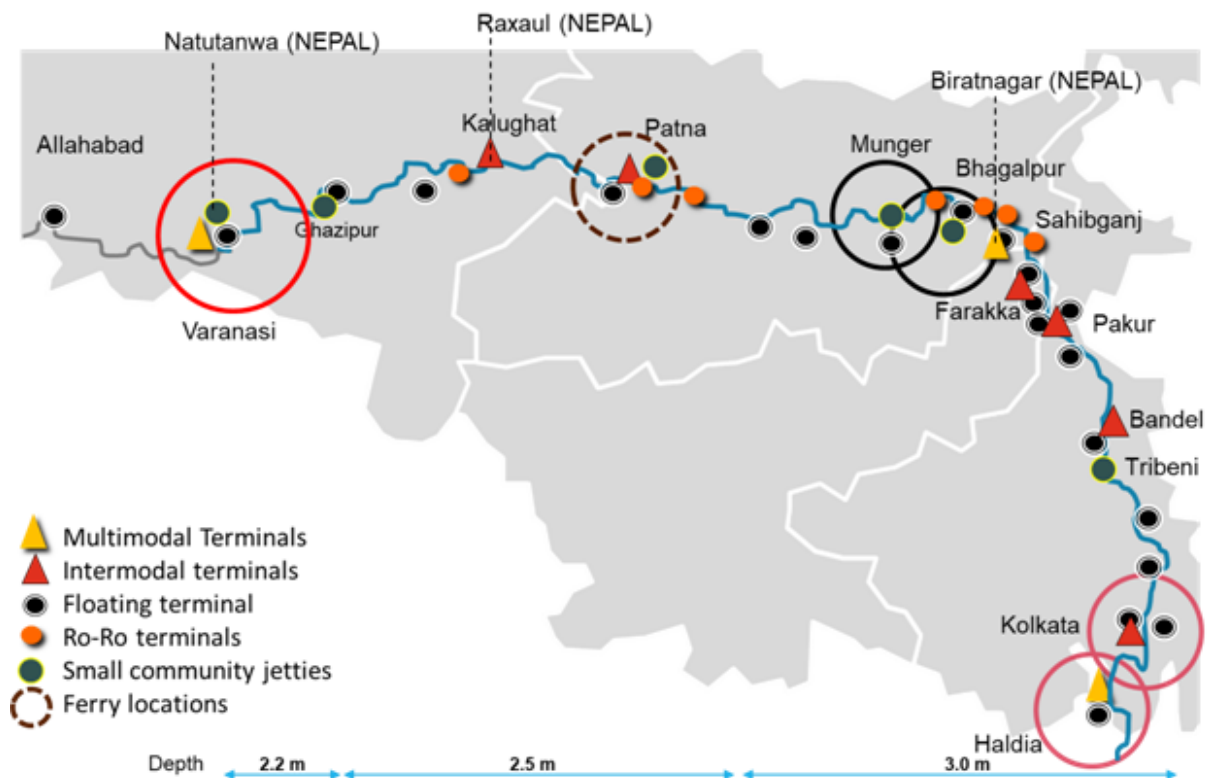 Raxaul (NEPAL)
Natutanwa (NEPAL)
Biratnagar (NEPAL)
Allahabad
Kalughat
Patna
Munger
Bhagalpur
Ghazipur
Sahibganj
Varanasi
Farakka
Pakur
Bandel
Tribeni
Multimodal Terminals
Intermodal terminals
Floating terminal
Ro-Ro terminals
Small community jetties
Ferry locations
Kolkata
Haldia
Depth 2.2 m 2.5 m 3.0 m